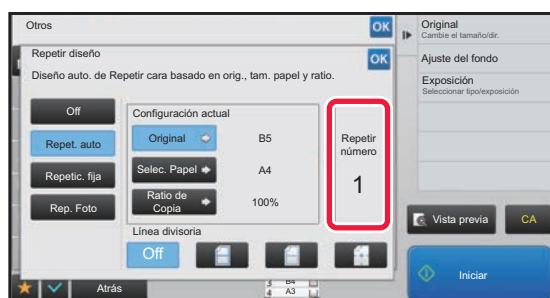 Otros
OK
Original
Cambie el tamaño/dir.
Repetir diseño
OK
Ajuste del fondo
Diseño auto. de Repetir cara basado en orig., tam. papel y ratio.
Exposición
Seleccionar tipo/exposición
Off
Configuración actual
Repet. auto
Original
B5
Repetir
número
1
Repetic. fija
Selec. Papel
A4
Rep. Foto
Ratio de
Copia
100%
Vista previa
CA
Línea divisoria
Off
Iniciar
Atrás
3 B4
4 A3